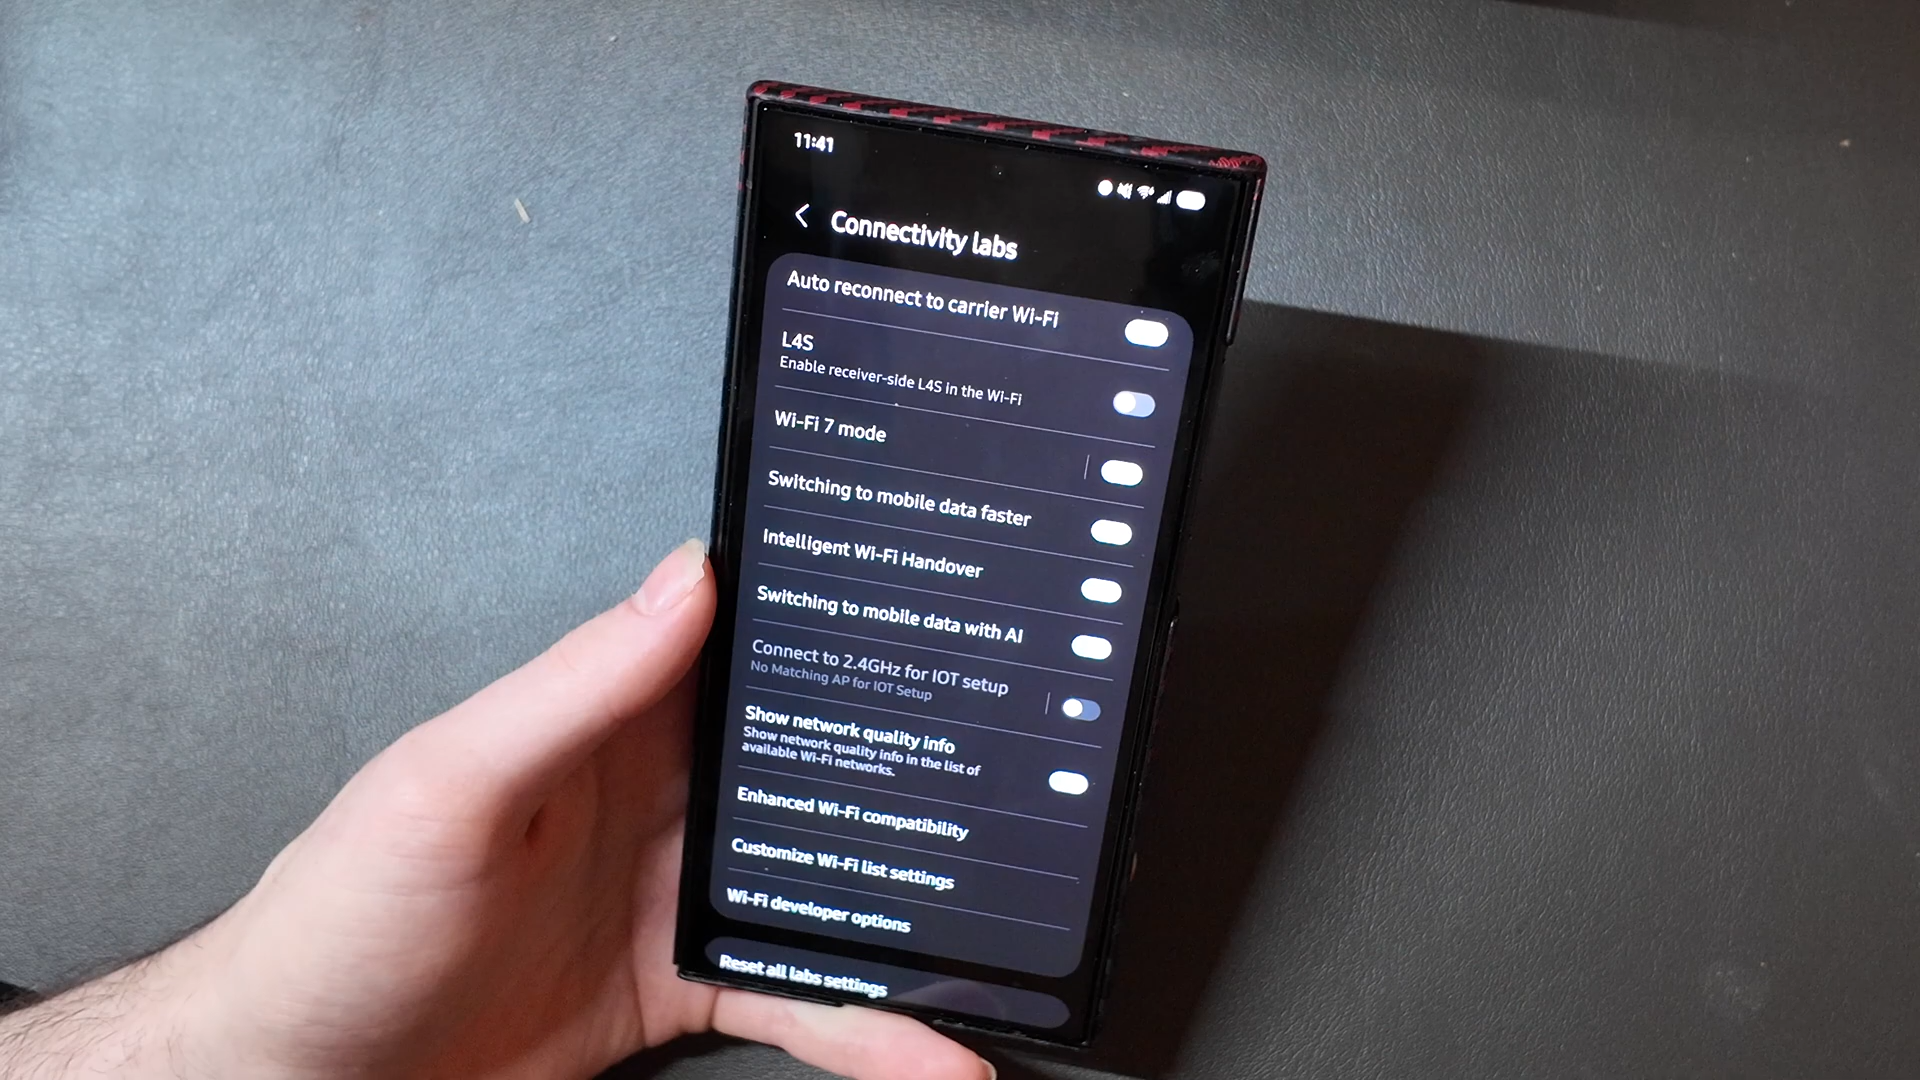 11:41
Connectivity labs
Auto reconnect to carrier Wi-Fi
L4S
Enable receiver-side L4S in the Wi-Fi
Wi-Fi 7 mode
Switching to mobile data faster
Intelligent Wi-Fi Handover
Switching to mobile data with AI
Connect to 2.4GHz for IOT setup
No Matching AP for IOT Setup
Show network quality info
Show network quality info in the list of
available Wi-Fi networks.
Enhanced Wi-Fi compatibility
Customize Wi-Fi list settings
Wi-Fi developer options
Reset all labs settings